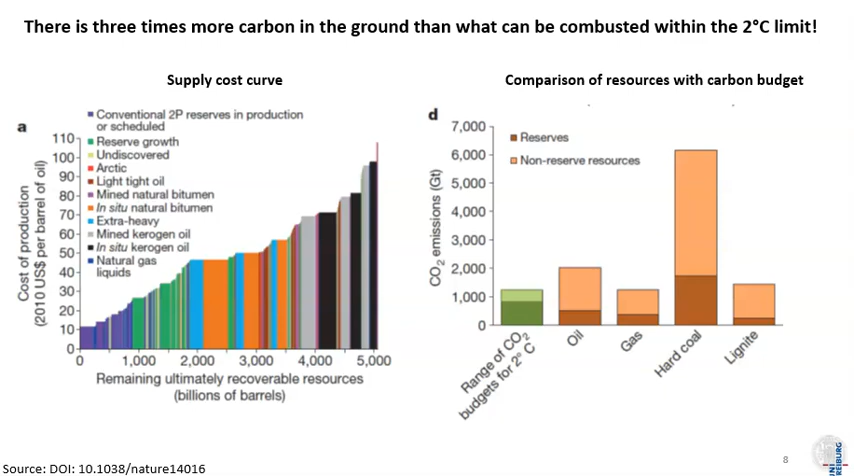 There is three times more carbon in the ground than what can be combusted within the 2°C limit!
Supply cost curve
Comparison of resources with carbon budget
a
Conventional 2P reserves in production
or scheduled
Reserve growth
Undiscovered
Arctic
Light tight oil
Mined natural bitumen
In situ natural bitumen
Extra-heavy
Mined kerogen oil
In situ kerogen oil
Natural gas
liquids
Cost of production
(2010 US$ per barrel of oil)
110
100
90
80
70
60
50
40
30
20
10
0
0 1,000 2,000 3,000 4,000 5,000
Remaining ultimately recoverable resources
(billions of barrels)
d
Reserves
Non-reserve resources
CO2 emissions (Gt)
7,000
6,000
5,000
4,000
3,000
2,000
1,000
0
Range of CO2
budgets for 2° C
Oil
Gas
Hard coal
Lignite
8
Source: DOI: 10.1038/nature14016